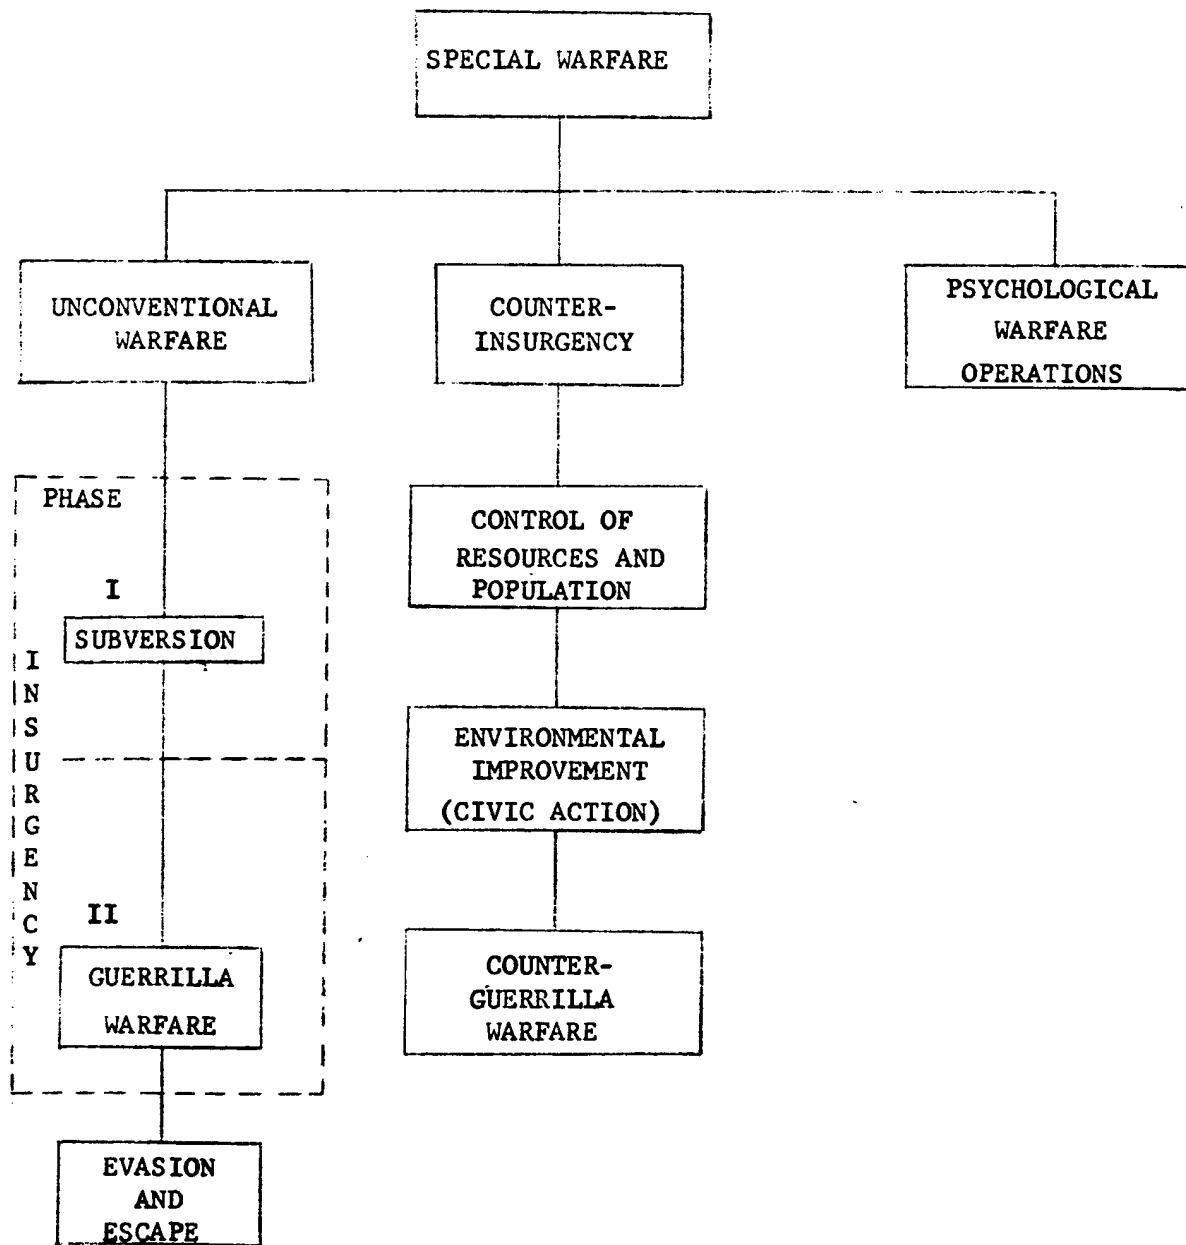 SPECIAL WARFARE
UNCONVENTIONAL
WARFARE
COUNTER-
INSURGENCY
PSYCHOLOGICAL
WARFARE
OPERATIONS
PHASE
I
SUBVERSION
INSURGENCY
II
GUERRILLA
WARFARE
EVASION
AND
ESCAPE
CONTROL OF
RESOURCES AND
POPULATION
ENVIRONMENTAL
IMPROVEMENT
(CIVIC ACTION)
COUNTER-
GUERRILLA
WARFARE